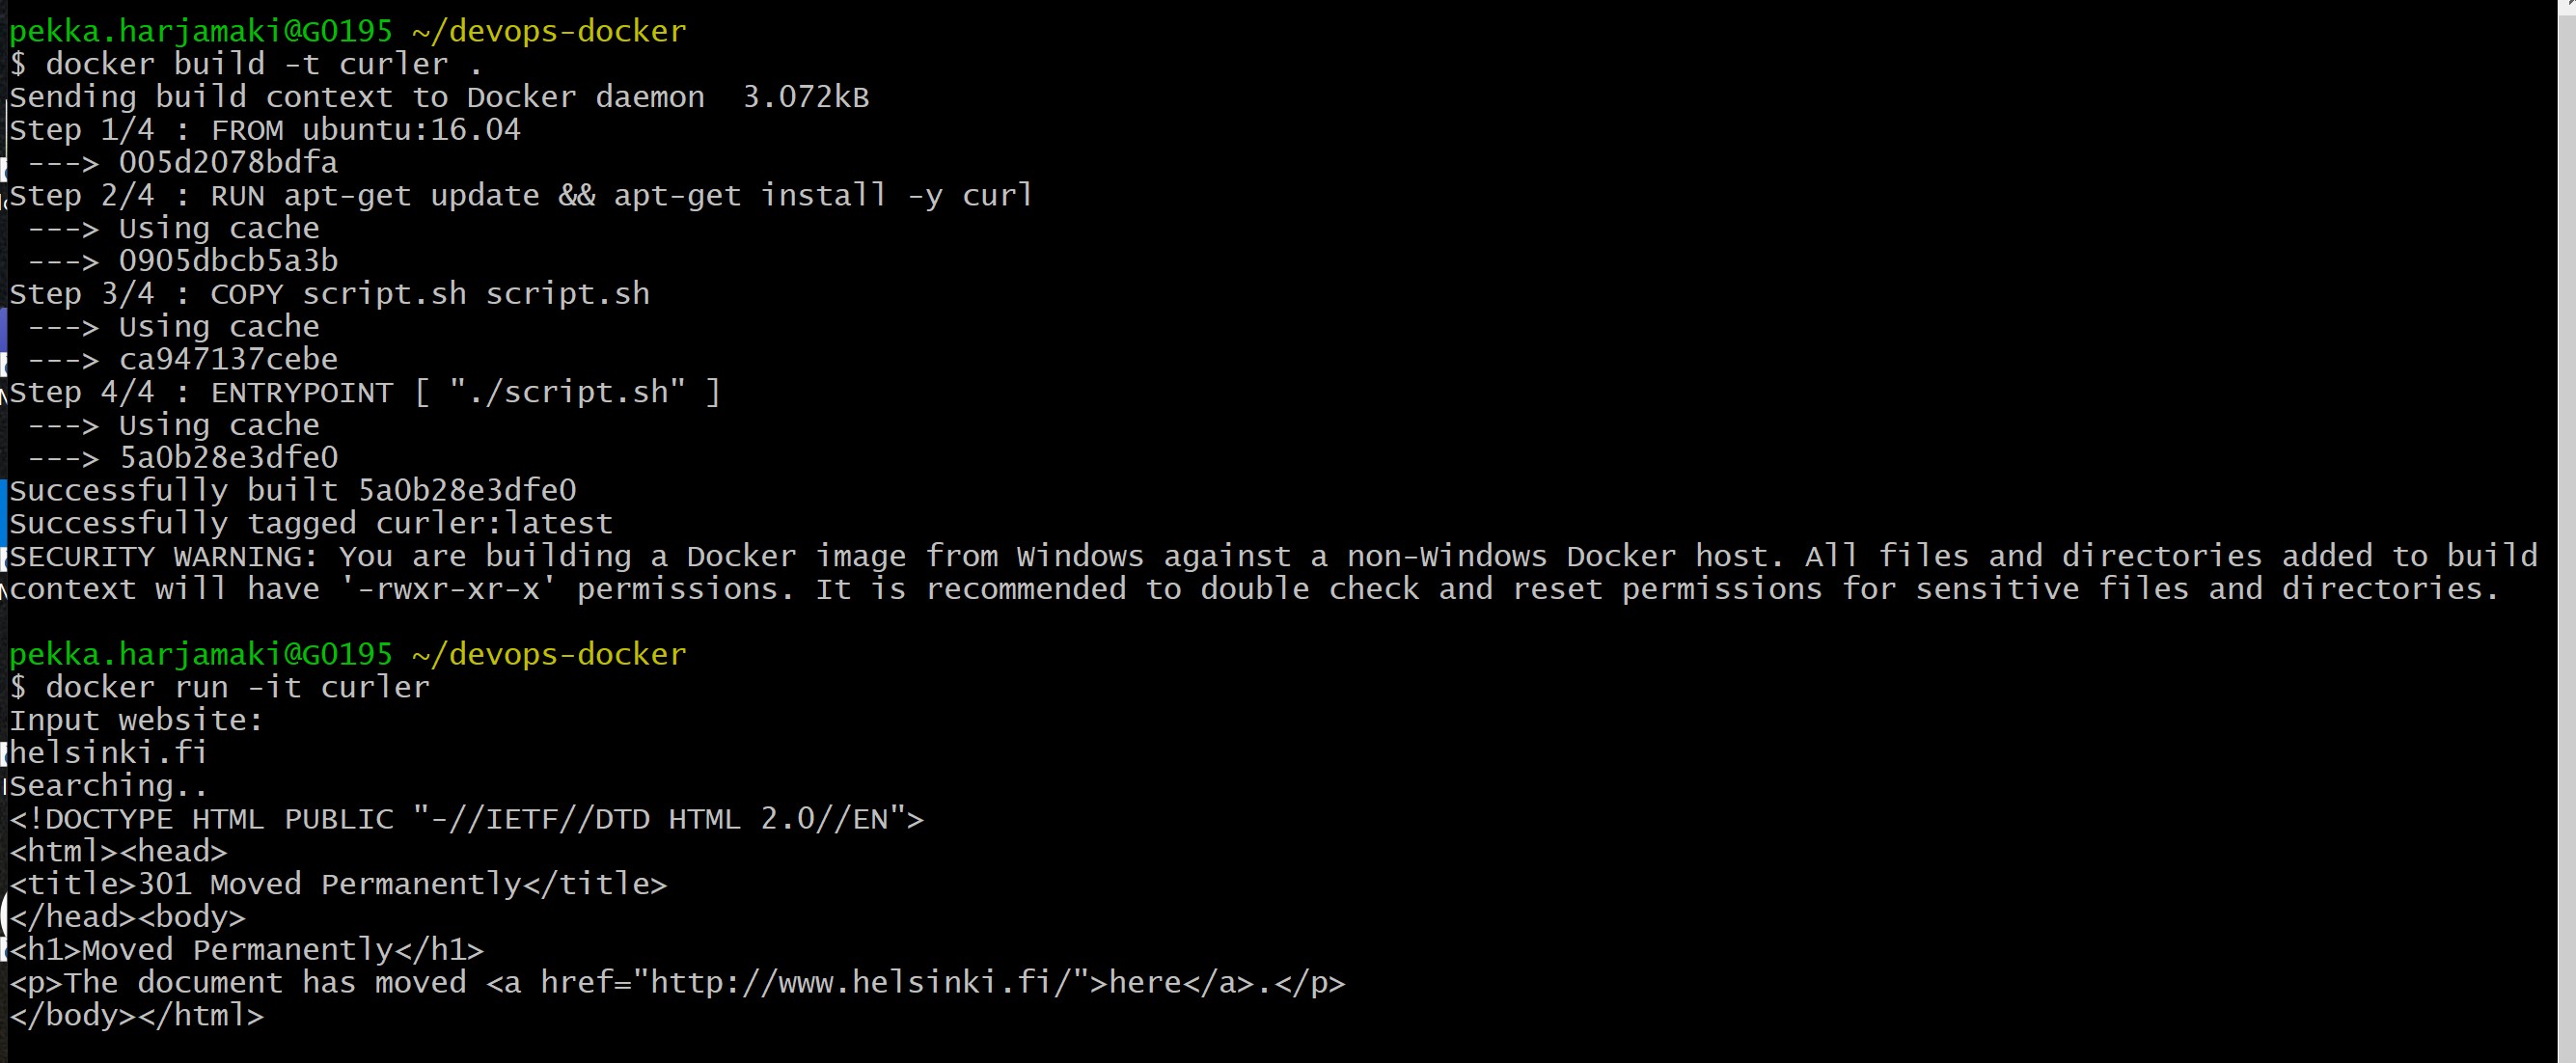 pekka.harjamaki@G0195 ~/devops-docker
$ docker build -t curler .
Sending build context to Docker daemon  3.072kB
Step 1/4 : FROM ubuntu:16.04
 ---> 005d2078bdfa
Step 2/4 : RUN apt-get update && apt-get install -y curl
 ---> Using cache
 ---> 0905dbcb5a3b
Step 3/4 : COPY script.sh script.sh
 ---> Using cache
 ---> ca947137cebe
Step 4/4 : ENTRYPOINT [ "./script.sh" ]
 ---> Using cache
 ---> 5a0b28e3dfe0
Successfully built 5a0b28e3dfe0
Successfully tagged curler:latest
SECURITY WARNING: You are building a Docker image from Windows against a non-Windows Docker host. All files and directories added to build
context will have '-rwxr-xr-x' permissions. It is recommended to double check and reset permissions for sensitive files and directories.
pekka.harjamaki@G0195 ~/devops-docker
$ docker run -it curler
Input website:
helsinki.fi
Searching..
<!DOCTYPE HTML PUBLIC "-//IETF//DTD HTML 2.0//EN">
<html><head>
<title>301 Moved Permanently</title>
</head><body>
<h1>Moved Permanently</h1>
<p>The document has moved <a href="http://www.helsinki.fi/">here</a>.</p>
</body></html>